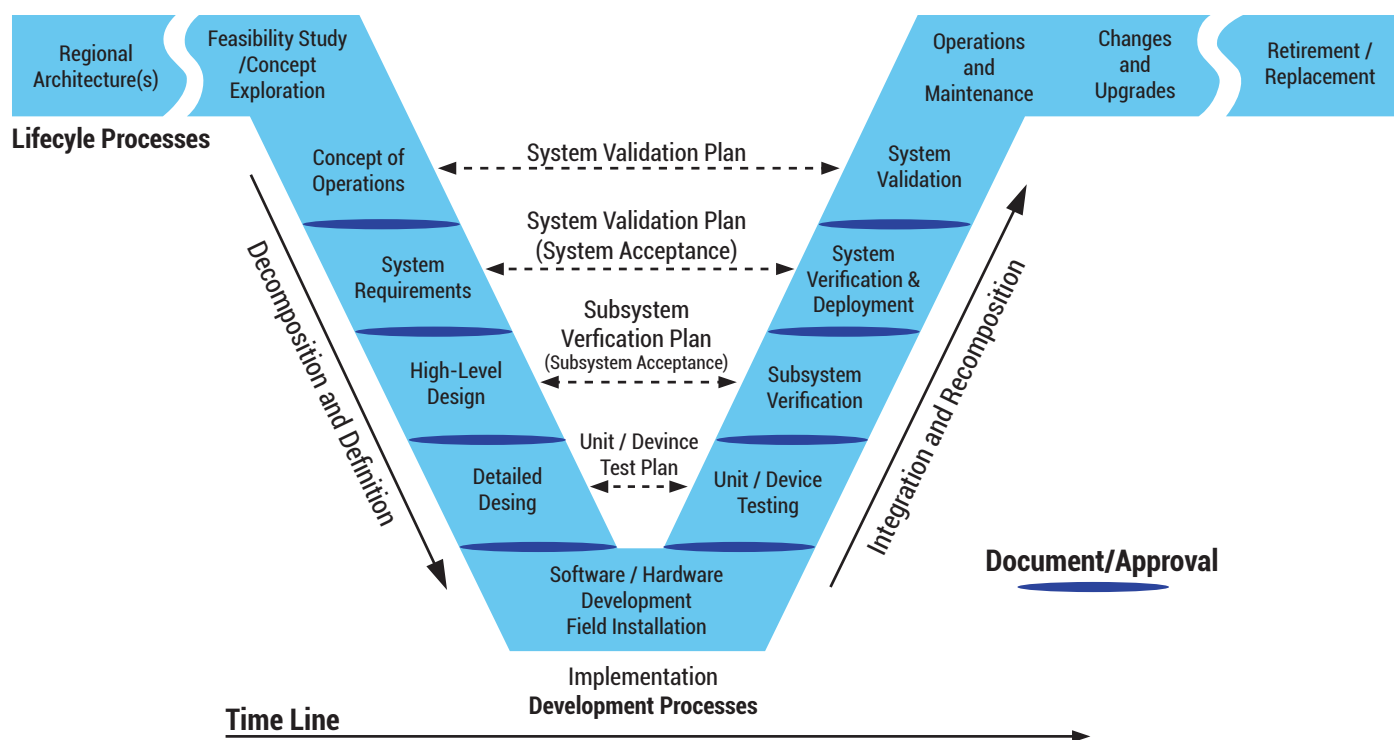 Regional
Architecture(s)
Feasibility Study
/Concept
Exploration
Operations
and
Maintenance
Changes
and
Upgrades
Retirement /
Replacement
Lifecyle Processes
Concept of
Operations
System Validation Plan
System
Validation
System Validation Plan
(System Acceptance)
System
Requirements
System
Verification &
Deployment
Subsystem
Verfication Plan
(Subsystem Acceptance)
High-Level
Design
Subsystem
Verification
Unit / Devince
Test Plan
Detailed
Desing
Unit / Device
Testing
Decomposition and Definition
Integration and Recomposition
Document/Approval
Software / Hardware
Development
Field Installation
Implementation
Development Processes
Time Line